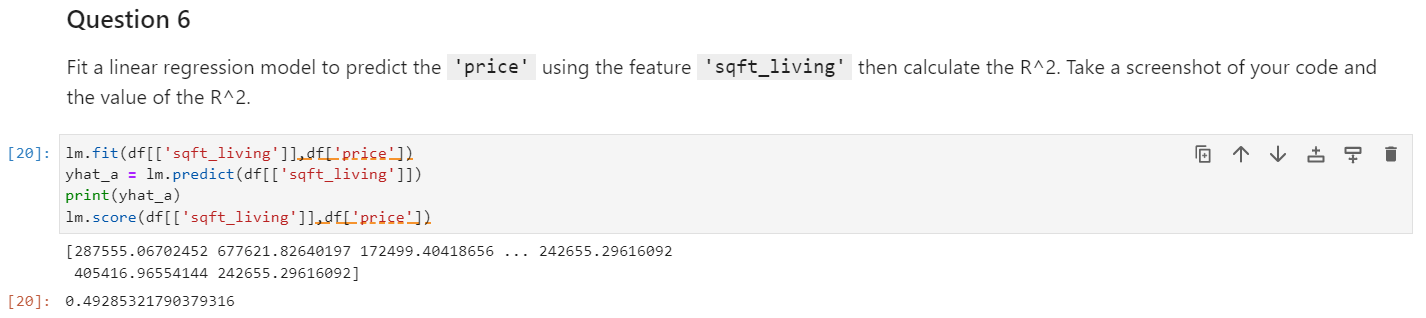 Question 6
Fit a linear regression model to predict the 'price' using the feature 'sqft_living' then calculate the R^2. Take a screenshot of your code and
the value of the R^2.
[20]: lm.fit(df[['sqft_living']],df['price'])
yhat_a = lm.predict(df[['sqft_living']])
print(yhat_a)
lm.score(df[['sqft_living']],df['price'])
[287555.06702452 677621.82640197 172499.40418656 ... 242655.29616092
405416.96554144 242655.29616092]
[20]: 0.49285321790379316